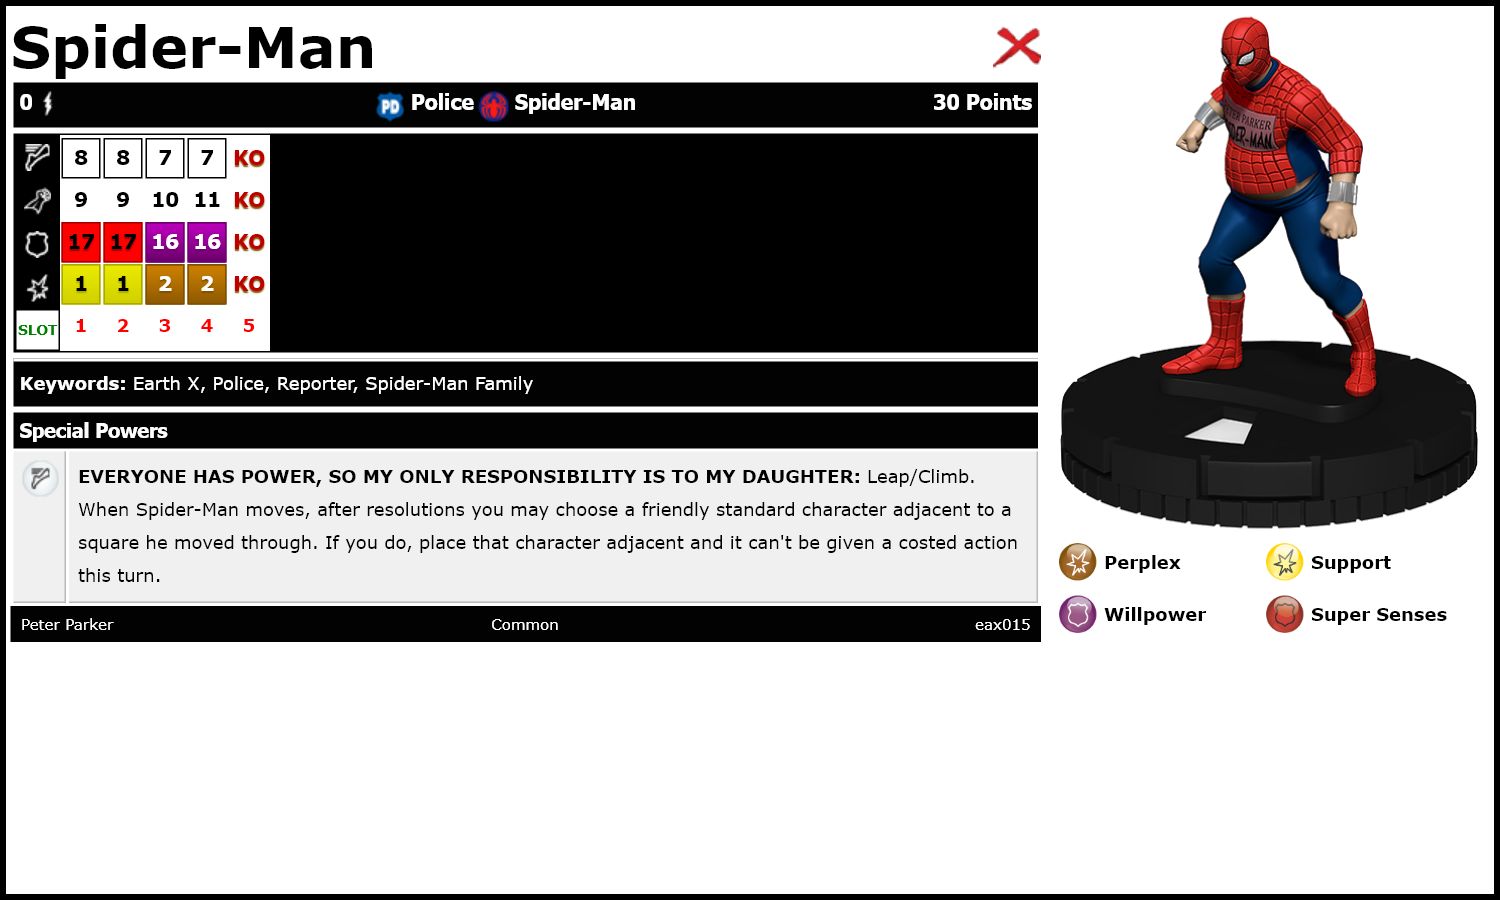 Spider-Man
0 PD Police Spider-Man 30 Points
8 8 7 7 KO
9 9 10 11 KO
17 17 16 16 KO
1 1 2 2 KO
SLOT 1 2 3 4 5
Keywords: Earth X, Police, Reporter, Spider-Man Family
Special Powers
EVERYONE HAS POWER, SO MY ONLY RESPONSIBILITY IS TO MY DAUGHTER: Leap/Climb.
When Spider-Man moves, after resolutions you may choose a friendly standard character adjacent to a
square he moved through. If you do, place that character adjacent and it can't be given a costed action
this turn.
Peter Parker Common eax015
PETER PARKER
SPIDER-MAN
Perplex Support
Willpower Super Senses